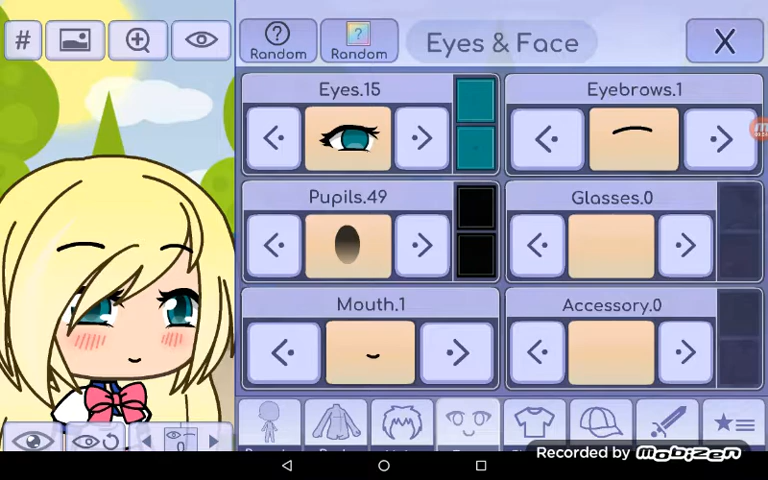 #
? Random
? Random
Eyes & Face
X
Eyes.15
Eyebrows.1
Pupils.49
Glasses.0
Mouth.1
Accessory.0
0
Recorded by mobizen